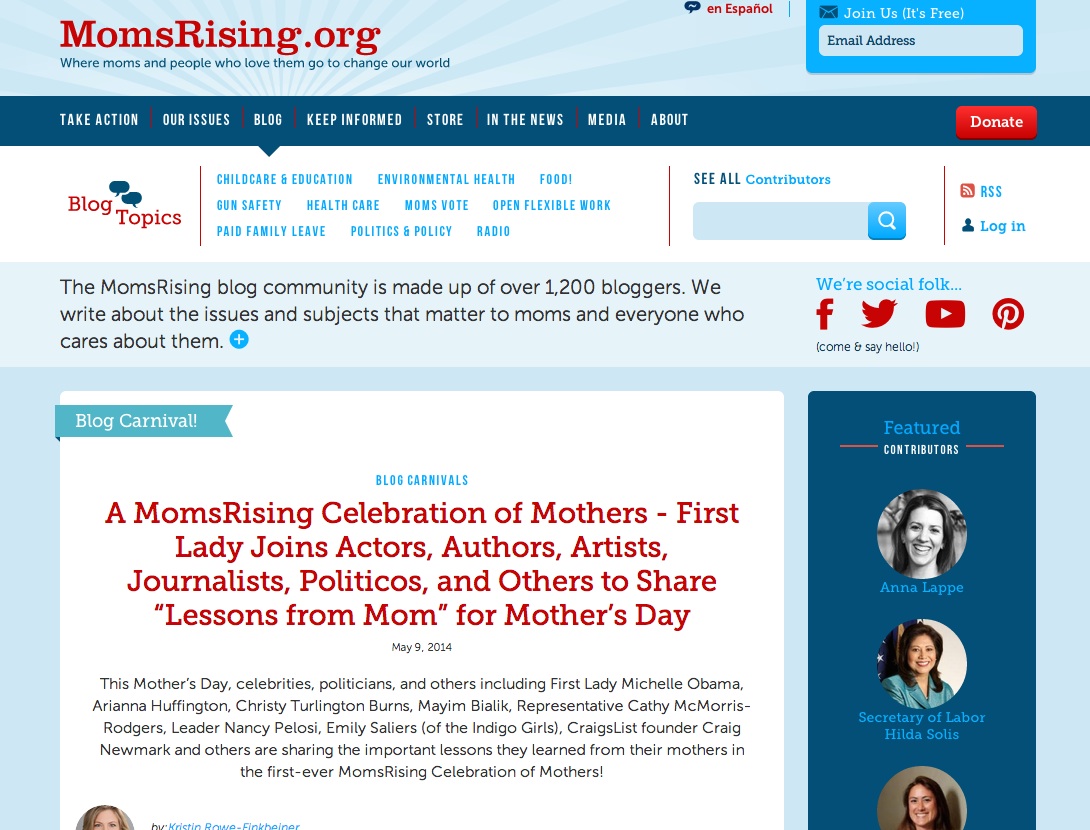 en Español
Join Us (It's Free)
MomsRising.org
Email Address
Where moms and people who love them go to change our world
TAKE ACTION OUR ISSUES BLOG KEEP INFORMED STORE IN THE NEWS MEDIA ABOUT
Donate
Blog Topics
CHILDCARE & EDUCATION ENVIRONMENTAL HEALTH FOOD!
GUN SAFETY HEALTH CARE MOMS VOTE OPEN FLEXIBLE WORK
PAID FAMILY LEAVE POLITICS & POLICY RADIO
SEE ALL Contributors
RSS
Log in
The MomsRising blog community is made up of over 1,200 bloggers. We
write about the issues and subjects that matter to moms and everyone who
cares about them.
We're social folk...
(come & say hello!)
Blog Carnival!
BLOG CARNIVALS
A MomsRising Celebration of Mothers - First
Lady Joins Actors, Authors, Artists,
Journalists, Politicos, and Others to Share
“Lessons from Mom” for Mother’s Day
May 9, 2014
This Mother’s Day, celebrities, politicians, and others including First Lady Michelle Obama,
Arianna Huffington, Christy Turlington Burns, Mayim Bialik, Representative Cathy McMorris-
Rodgers, Leader Nancy Pelosi, Emily Saliers (of the Indigo Girls), CraigsList founder Craig
Newmark and others are sharing the important lessons they learned from their mothers in
the first-ever MomsRising Celebration of Mothers!
by: Kristin Rowe-Finkbeiner
Featured
CONTRIBUTORS
Anna Lappe
Secretary of Labor
Hilda Solis